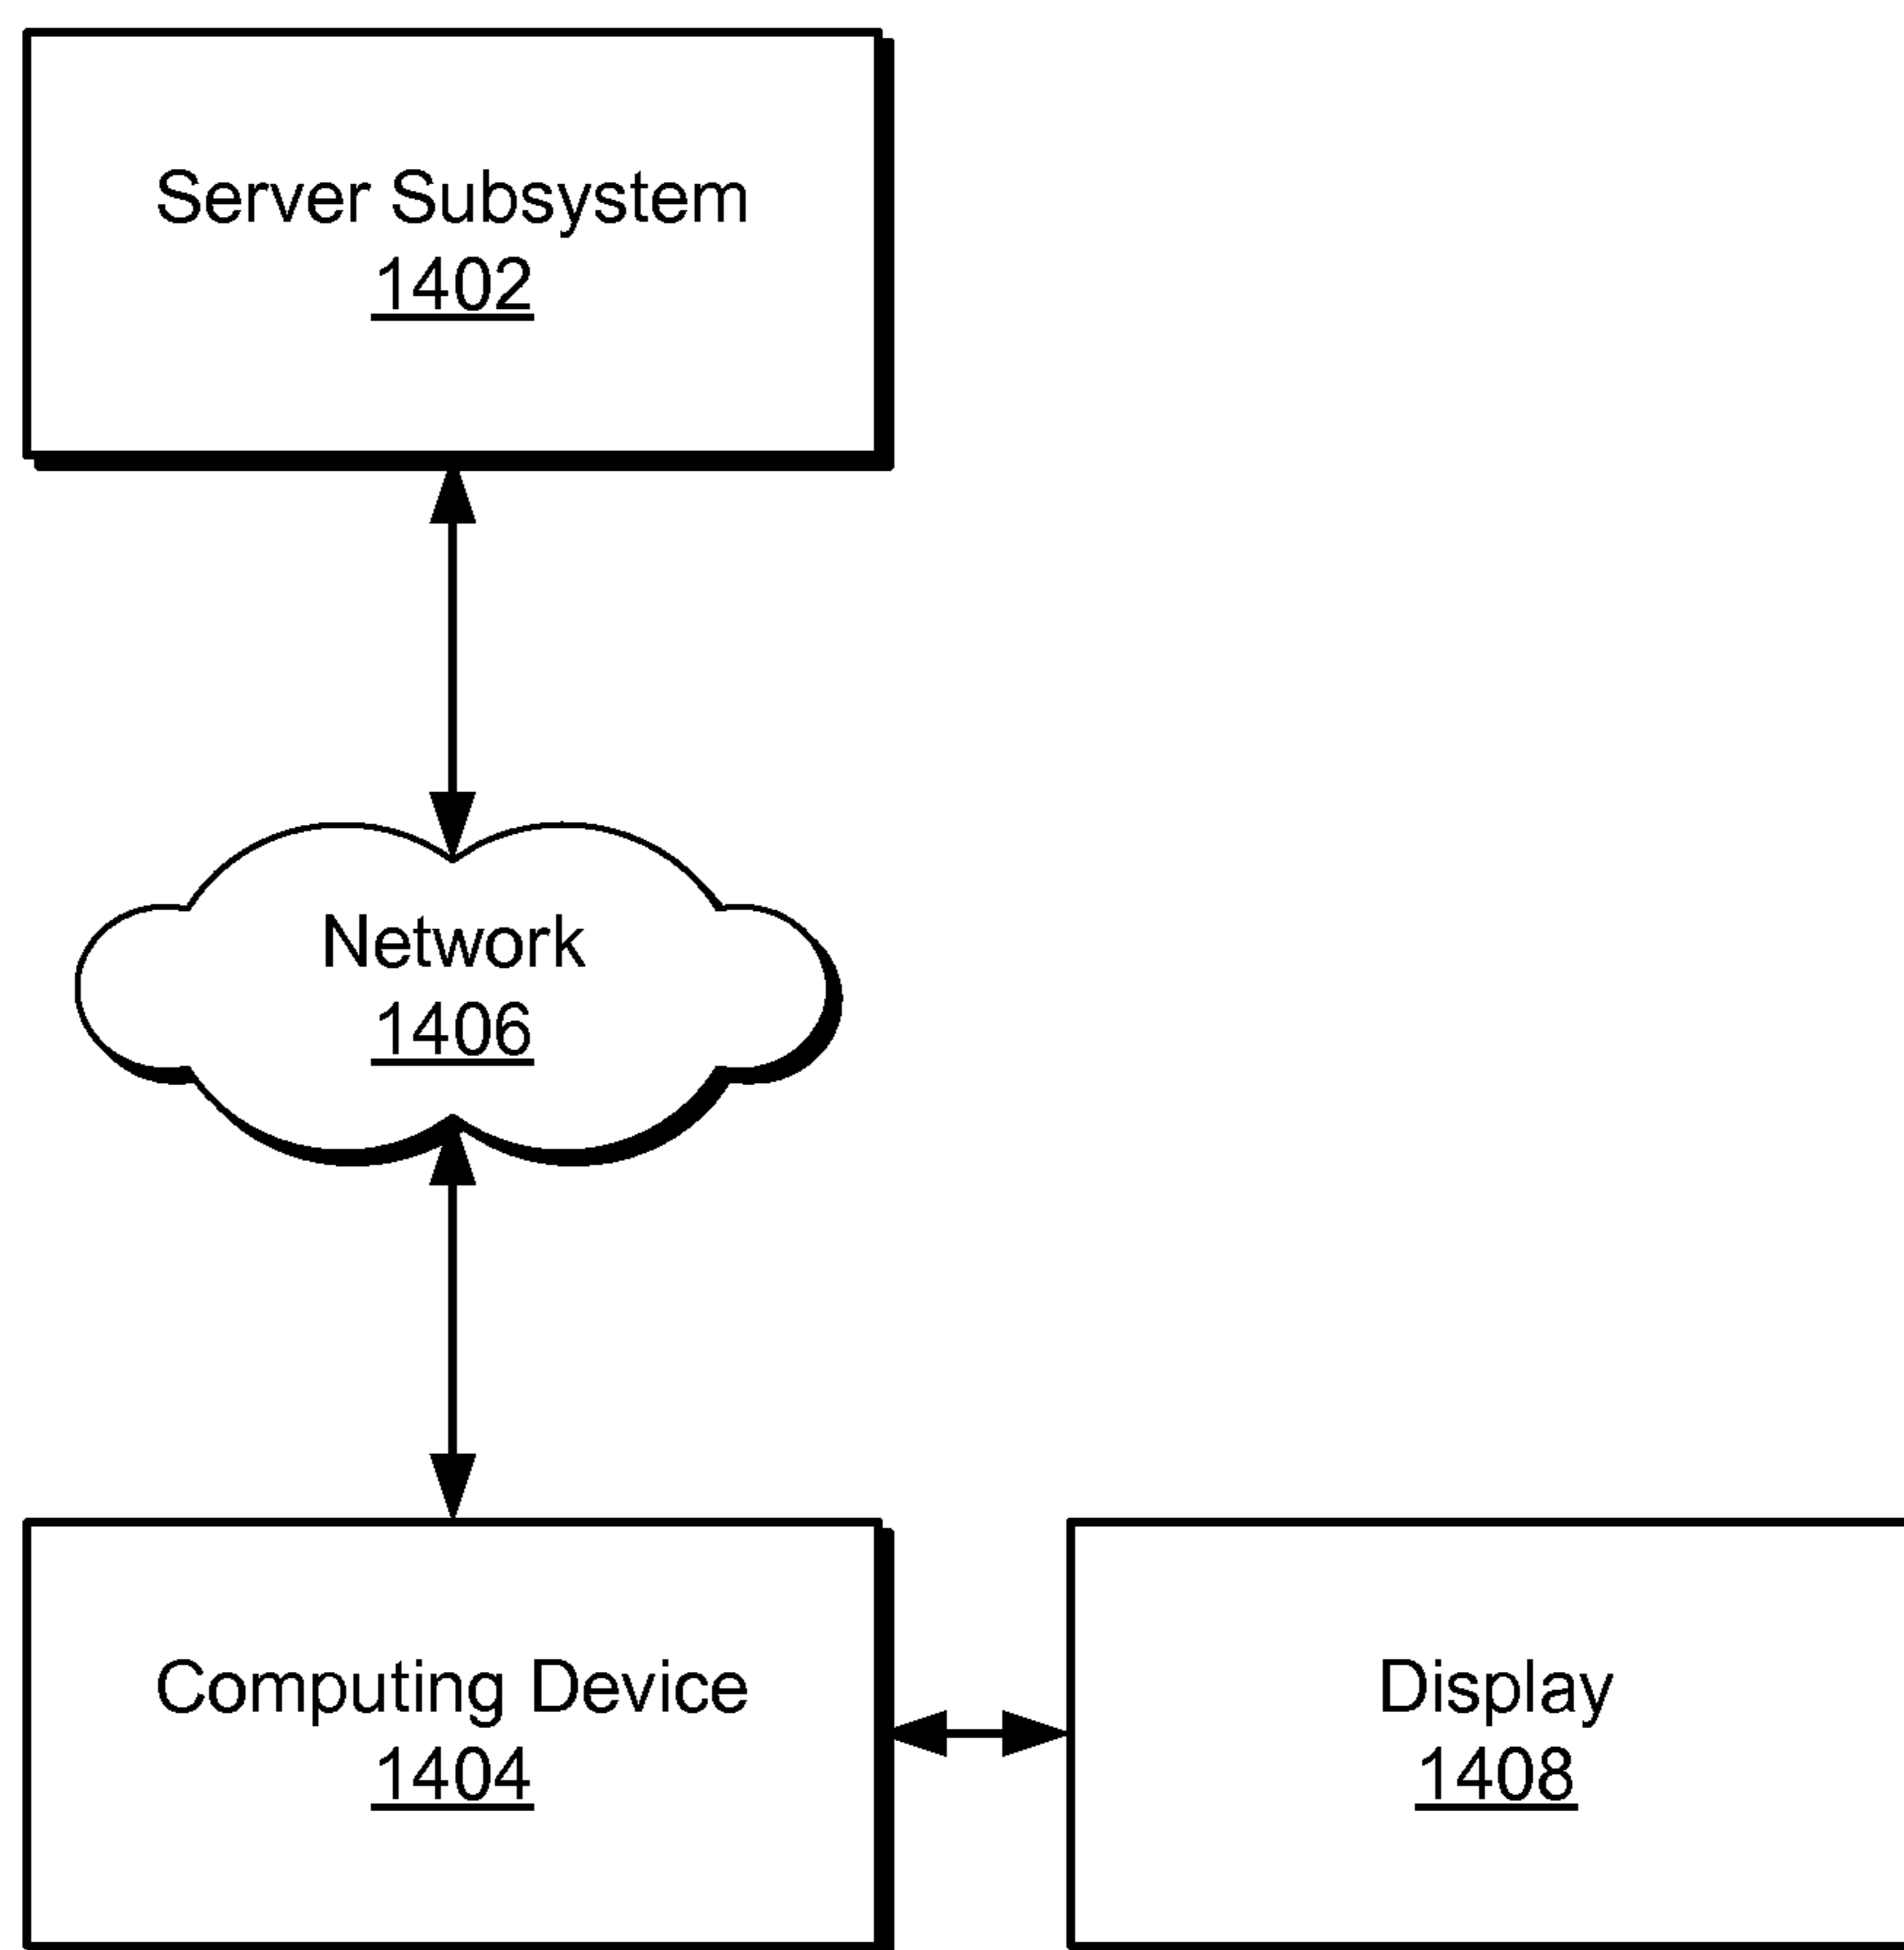 Server Subsystem
1402
Network
1406
Computing Device
1404
Display
1408